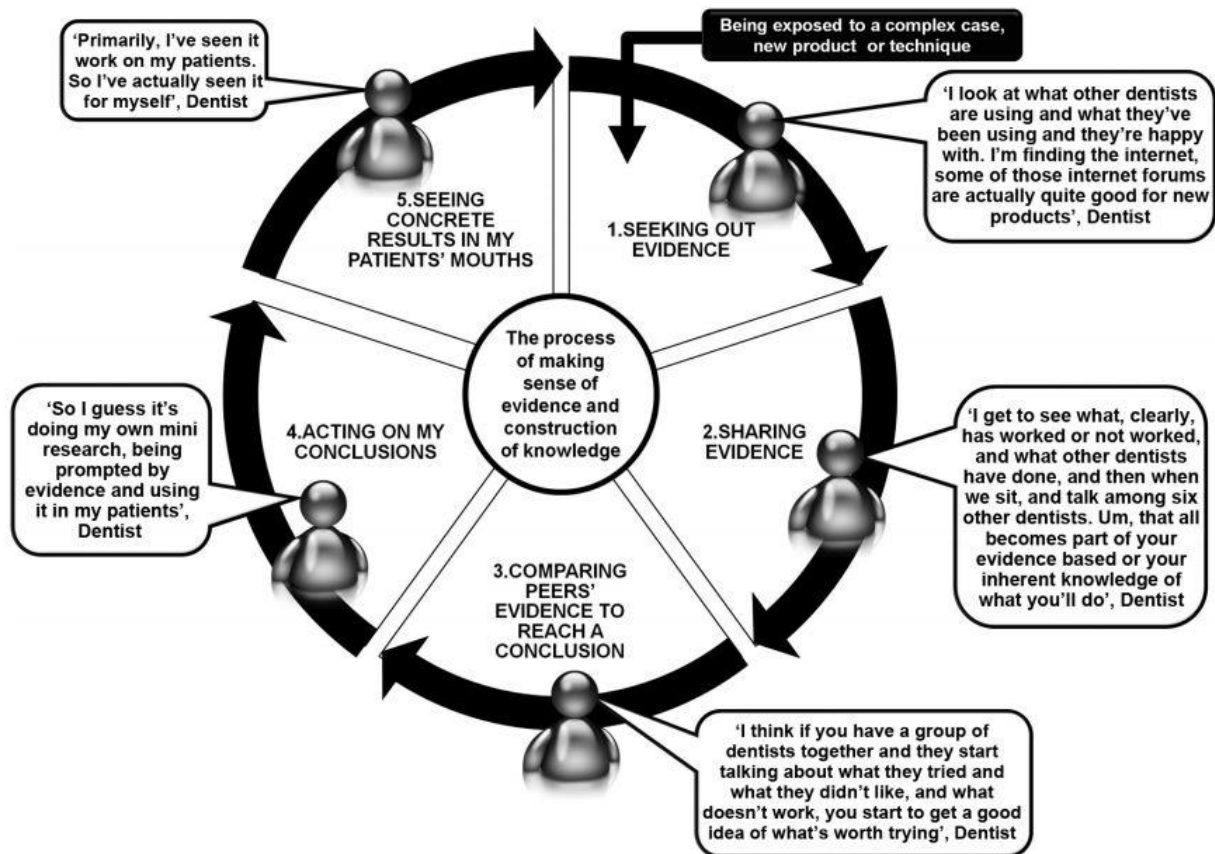 Being exposed to a complex case,
new product or technique
‘I look at what other dentists
are using and what they’ve
been using and they’re happy
with. I’m finding the internet,
some of those internet forums
are actually quite good for new
products’, Dentist
1.SEEKING OUT
EVIDENCE
The process
of making
sense of
evidence and
construction
of knowledge
2.SHARING
EVIDENCE
‘I get to see what, clearly,
has worked or not worked,
and what other dentists
have done, and then when
we sit, and talk among six
other dentists. Um, that all
becomes part of your
evidence based or your
inherent knowledge of
what you’ll do’, Dentist
3.COMPARING
PEERS’
EVIDENCE TO
REACH A
CONCLUSION
‘I think if you have a group of
dentists together and they start
talking about what they tried and
what they didn’t like, and what
doesn’t work, you start to get a good
idea of what’s worth trying’, Dentist
4.ACTING ON MY
CONCLUSIONS
‘So I guess it’s
doing my own mini
research, being
prompted by
evidence and using
it in my patients’,
Dentist
5.SEEING
CONCRETE
RESULTS IN MY
PATIENTS’ MOUTHS
‘Primarily, I’ve seen it
work on my patients.
So I’ve actually seen it
for myself’, Dentist